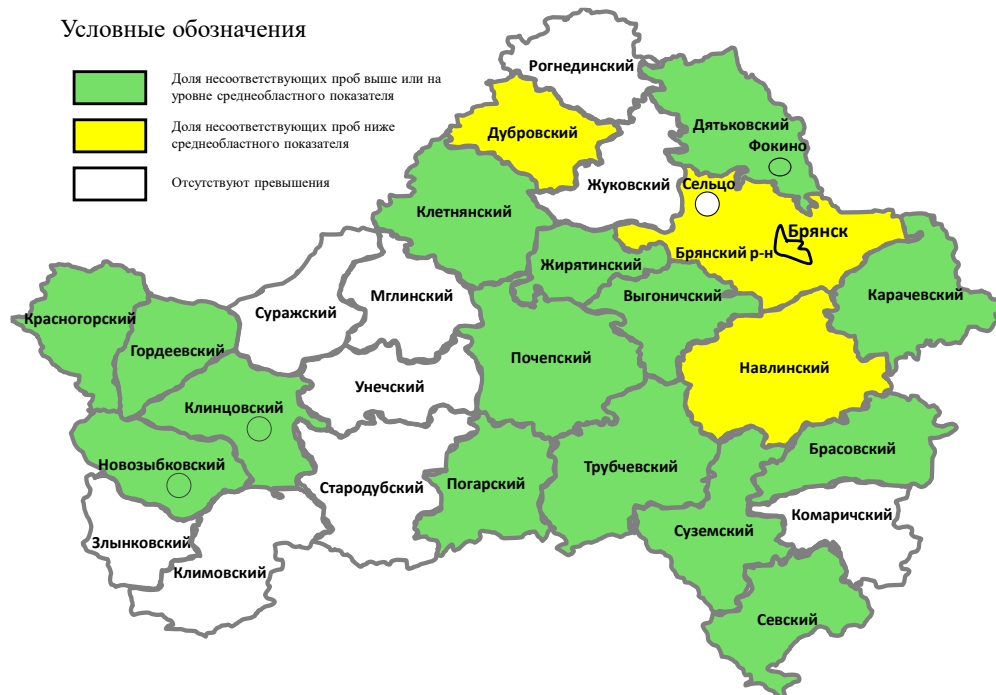 Условные обозначения
Доля несоответствующих проб выше или на
уровне среднеобластного показателя
Доля несоответствующих проб ниже
среднеобластного показателя
Отсутствуют превышения
Рогнединский
Дубровский
Дятьковский
Фокино
Жуковский
Сельцо
Клетнянский
Брянск
Брянский р-н
Жирятинский
Выгоничский
Карачевский
Мглинский
Суражский
Красногорский
Гордеевский
Почепский
Навлинский
Унечский
Клинцовский
Новозыбковский
Стародубский
Погарский
Трубчевский
Брасовский
Комаричский
Суземский
Злынковский
Климовский
Севский